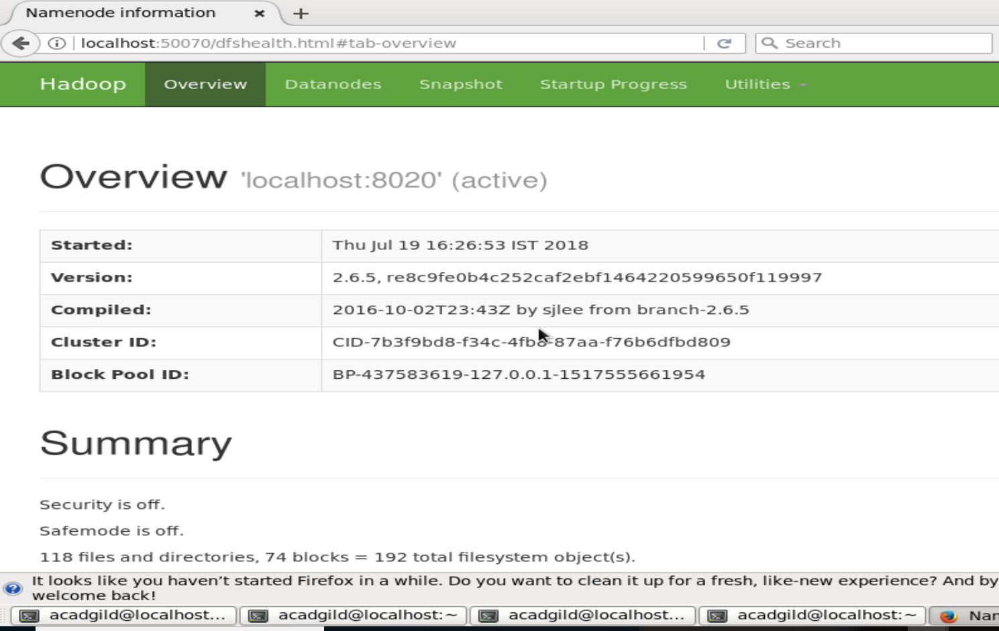 Namenode information
localhost:50070/dfshealth.html#tab-overview
Search
Hadoop Overview Datanodes Snapshot Startup Progress Utilities
Overview 'localhost:8020' (active)
Started: Thu Jul 19 16:26:53 IST 2018
Version: 2.6.5, re8c9fe0b4c252caf2ebf1464220599650f119997
Compiled: 2016-10-02T23:43Z by sjlee from branch-2.6.5
Cluster ID: CID-7b3f9bd8-f34c-4fb8-87aa-f76b6dfbd809
Block Pool ID: BP-437583619-127.0.0.1-1517555661954
Summary
Security is off.
Safemode is off.
118 files and directories, 74 blocks = 192 total filesystem object(s).
It looks like you haven’t started Firefox in a while. Do you want to clean it up for a fresh, like-new experience? And by
welcome back!
acadgild@localhost... acadgild@localhost:~ acadgild@localhost... acadgild@localhost:~ Nan